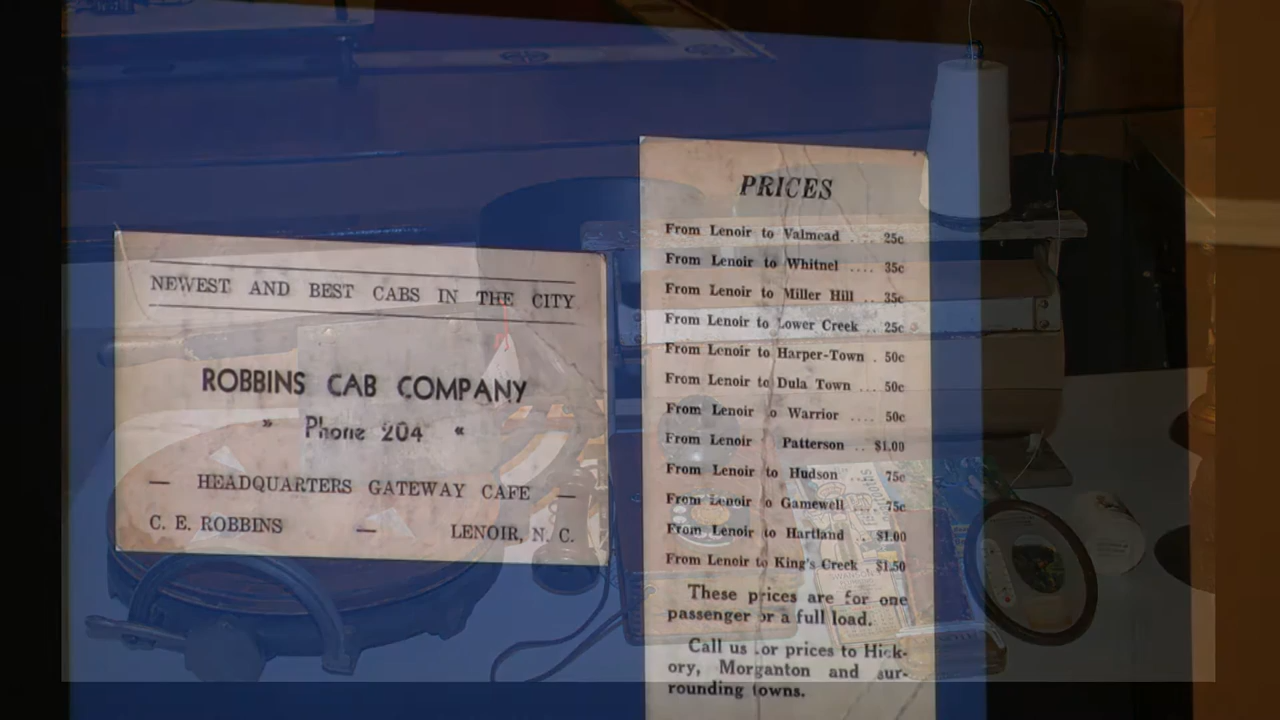 NEWEST AND BEST CABS IN THE CITY
ROBBINS CAB COMPANY
» Phone 204 «
— HEADQUARTERS GATEWAY CAFE —
C. E. ROBBINS — LENOIR, N. C.
PRICES
From Lenoir to Valmead .... 25c
From Lenoir to Whitnel .... 35c
From Lenoir to Miller Hill .. 35c
From Lenoir to Lower Creek .. 25c
From Lenoir to Harper-Town . 50c
From Lenoir to Dula Town ... 50c
From Lenoir o Warrior .... 50c
From Lenoir Patterson .. $1.00
From Lenoir to Hudson ... 75c
From Lenoir o Gamewell ... 75c
From Lenoir to Hartland .. $1.00
From Lenoir to King's Creek . $1.50
These prices are for one
passenger or a full load.
Call us for prices to Hick-
ory, Morganton and sur-
rounding towns.